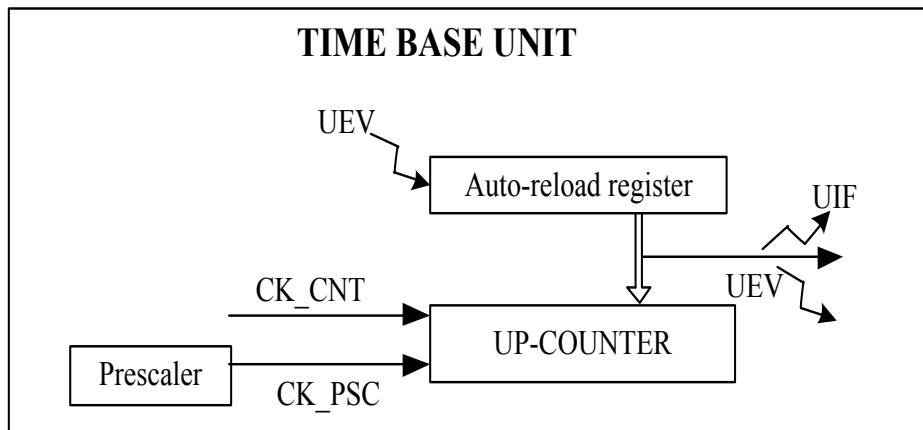 TIME BASE UNIT
UEV
Auto-reload register
UIF
UEV
CK_CNT
UP-COUNTER
Prescaler
CK_PSC